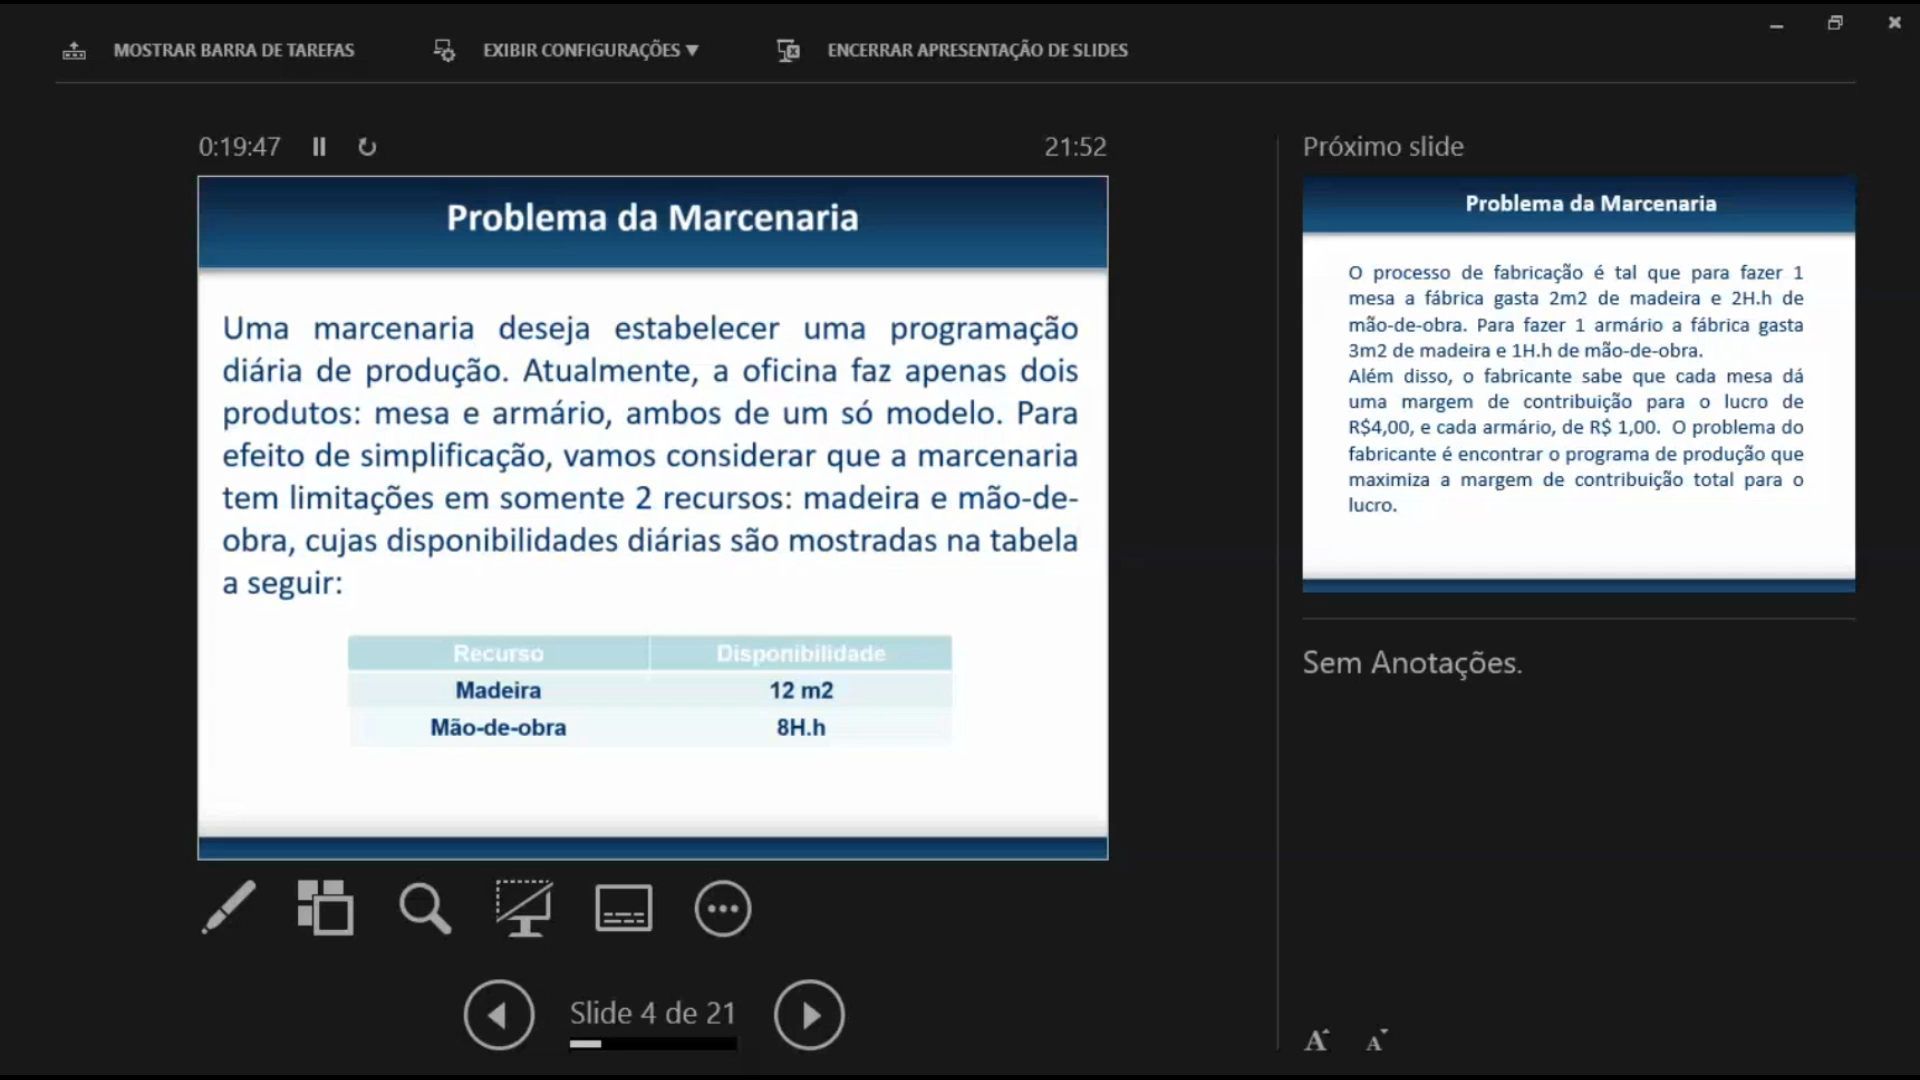 MOSTRAR BARRA DE TAREFAS
EXIBIR CONFIGURAÇÕES ▼
ENCERRAR APRESENTAÇÃO DE SLIDES
0:19:47
21:52
Problema da Marcenaria
Uma marcenaria deseja estabelecer uma programação
diária de produção. Atualmente, a oficina faz apenas dois
produtos: mesa e armário, ambos de um só modelo. Para
efeito de simplificação, vamos considerar que a marcenaria
tem limitações em somente 2 recursos: madeira e mão-de-
obra, cujas disponibilidades diárias são mostradas na tabela
a seguir:
Recurso Disponibilidade
Madeira 12 m2
Mão-de-obra 8H.h
Slide 4 de 21
Próximo slide
Problema da Marcenaria
O processo de fabricação é tal que para fazer 1
mesa a fábrica gasta 2m2 de madeira e 2H.h de
mão-de-obra. Para fazer 1 armário a fábrica gasta
3m2 de madeira e 1H.h de mão-de-obra.
Além disso, o fabricante sabe que cada mesa dá
uma margem de contribuição para o lucro de
R$4,00, e cada armário, de R$ 1,00. O problema do
fabricante é encontrar o programa de produção que
maximiza a margem de contribuição total para o
lucro.
Sem Anotações.
A A